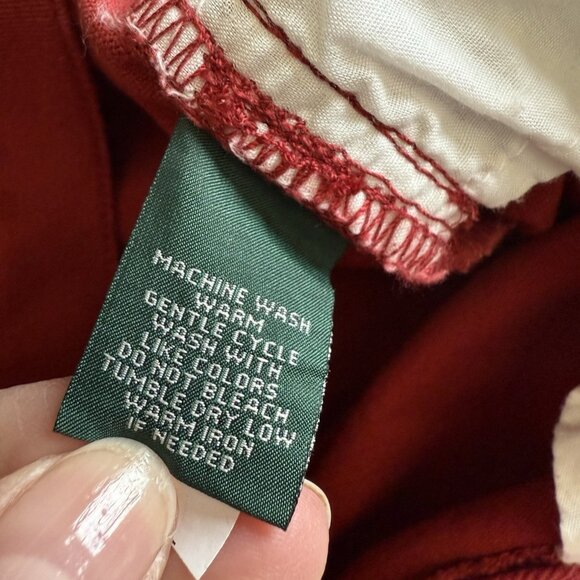 MACHINE WASH
WARM
GENTLE CYCLE
WASH WITH
LIKE COLORS
DO NOT BLEACH
TUMBLE DRY LOW
WARM IRON
IF NEEDED